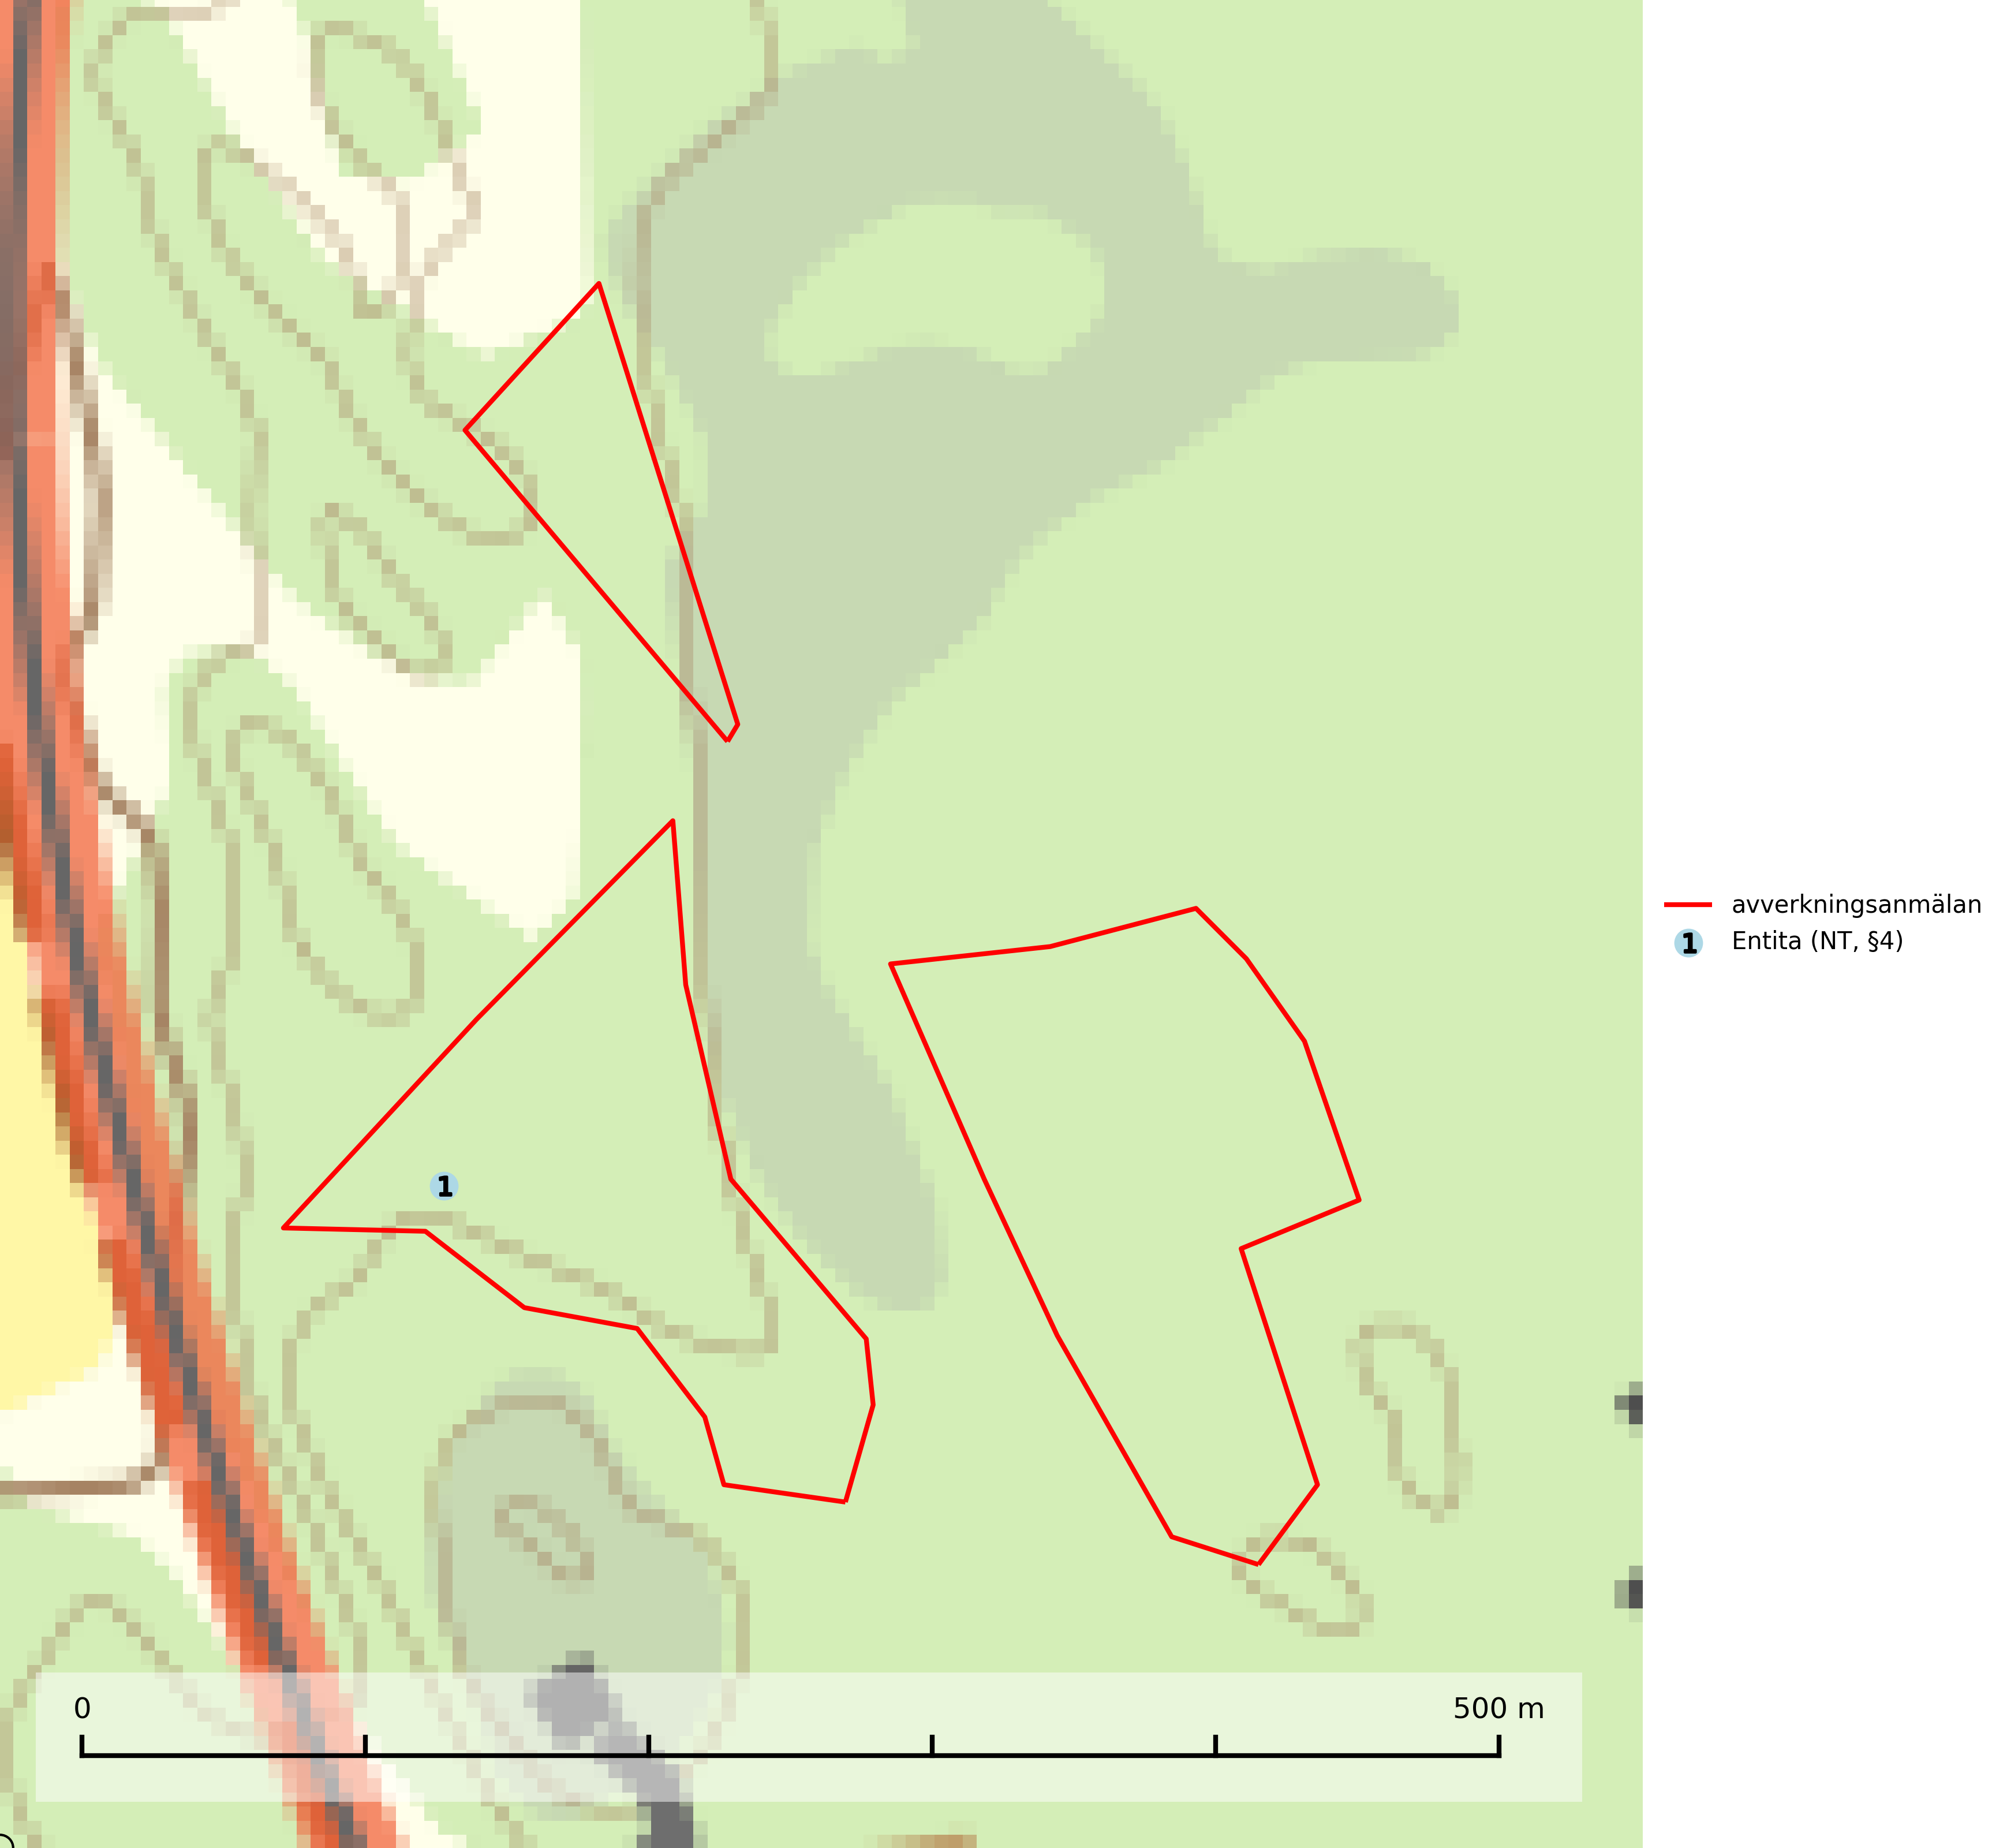 avverkningsanmälan
1 Entita (NT, §4)
1
0 500 m